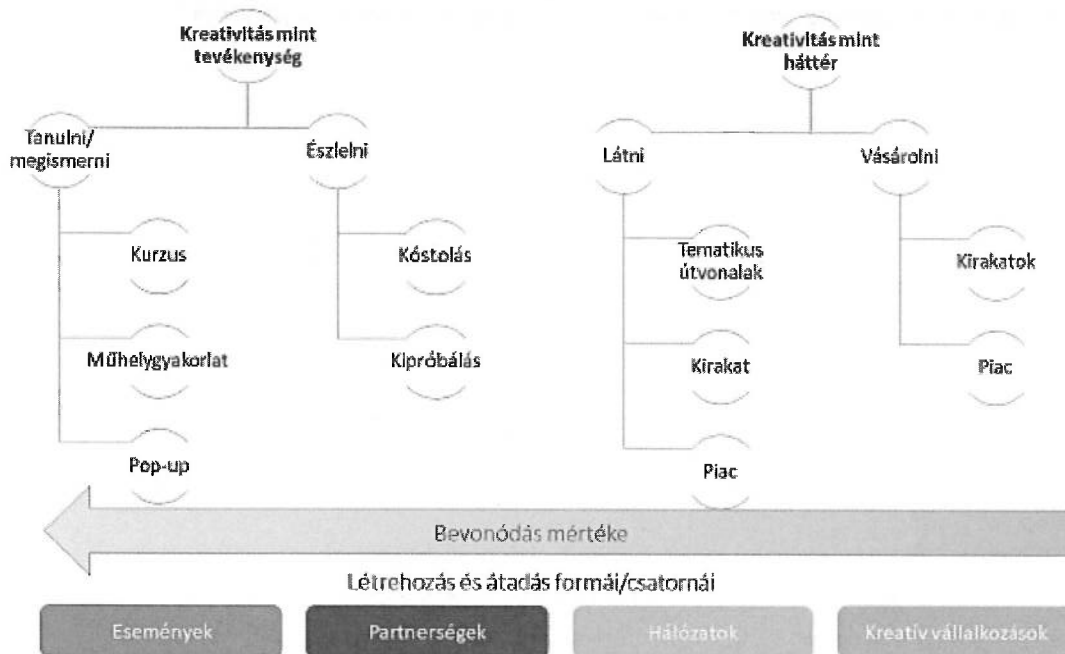 Kreativitás mint
tevékenység
Kreativitás mint
háttér
Tanulni/
megismerni
Észlelni
Látni
Vásárolni
Kurzus
Kóstolás
Tematikus
útvonalak
Kirakatok
Műhelygyakorlat
Kipróbálás
Kirakat
Piac
Pop-up
Piac
Bevonódás mértéke
Létrehozás és átadás formái/csatornái
Események
Partnerségek
Hálózatok
Kreatív vállalkozások